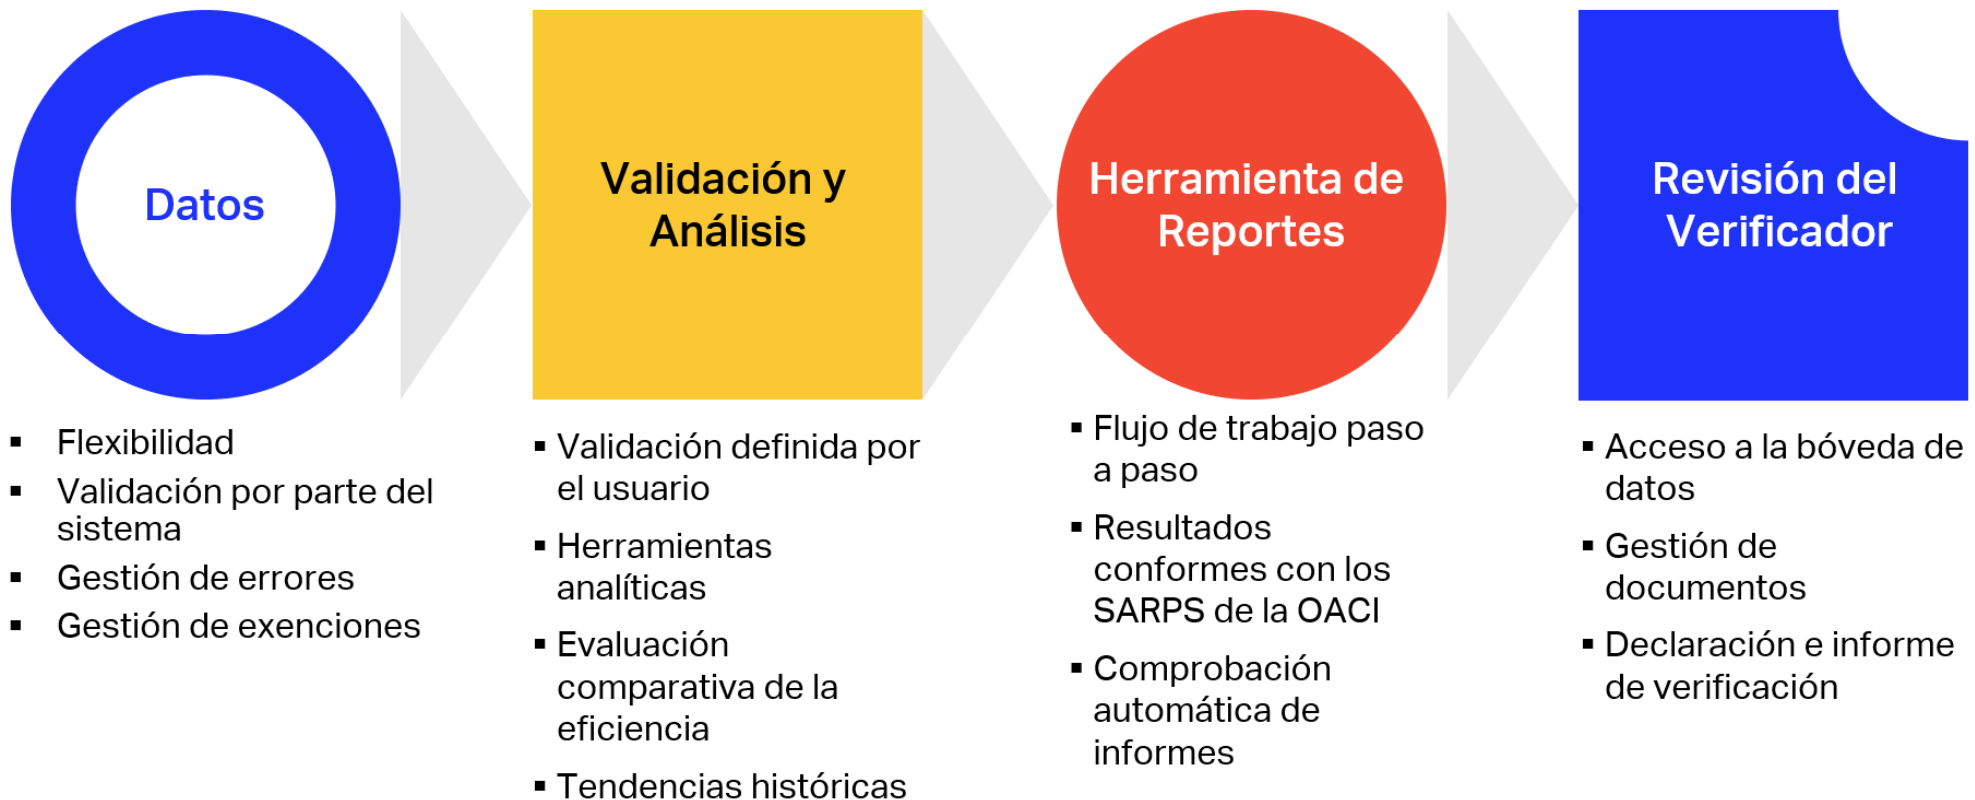 Datos
Validación y
Análisis
Herramienta de
Reportes
Revisión del
Verificador
▪ Flexibilidad
▪ Validación por parte del
sistema
▪ Gestión de errores
▪ Gestión de exenciones
▪ Validación definida por
el usuario
▪ Herramientas
analíticas
▪ Evaluación
comparativa de la
eficiencia
▪ Tendencias históricas
▪ Flujo de trabajo paso
a paso
▪ Resultados
conformes con los
SARPS de la OACI
▪ Comprobación
automática de
informes
▪ Acceso a la bóveda de
datos
▪ Gestión de
documentos
▪ Declaración e informe
de verificación